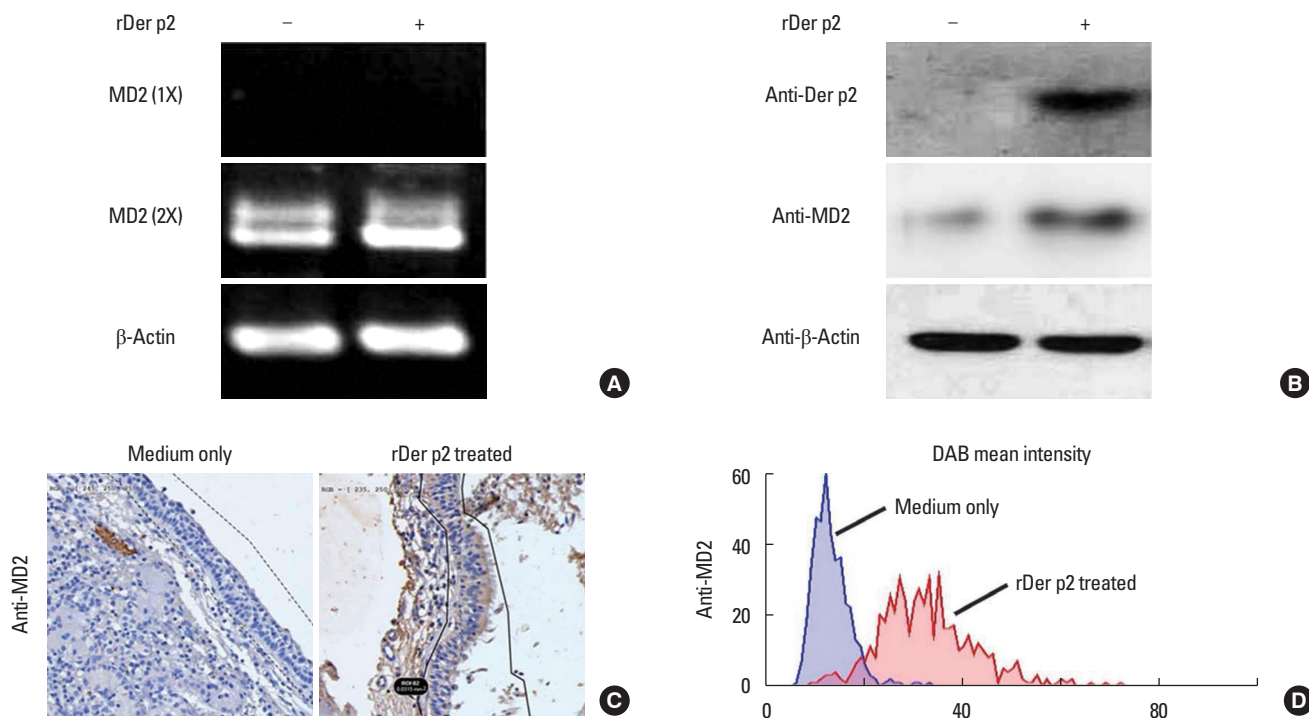 rDer p2 − +
MD2 (1X)
MD2 (2X)
β-Actin
A
rDer p2 − +
Anti-Der p2
Anti-MD2
Anti-β-Actin
B
Medium only
rDer p2 treated
Anti-MD2
C
DAB mean intensity
Anti-MD2
60
40
20
0
Medium only
rDer p2 treated
0 40 80
D